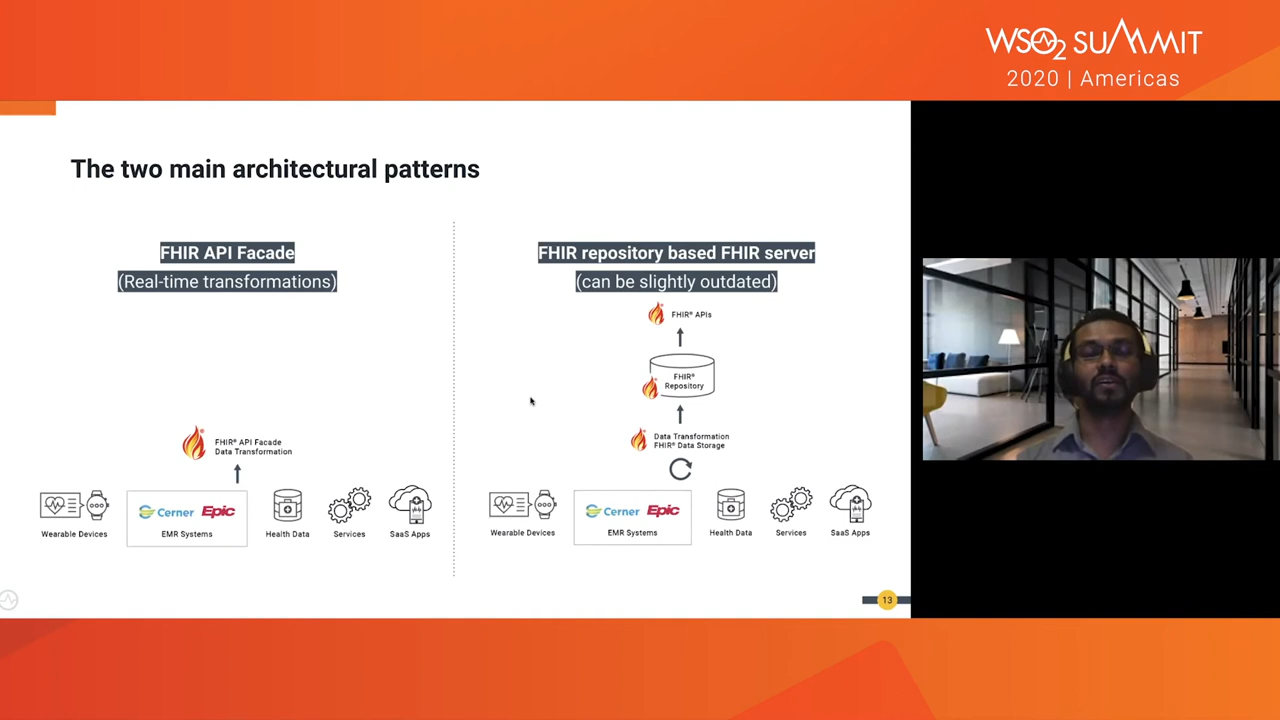 WSO2 SUMMIT
2020 | Americas
The two main architectural patterns
FHIR API Facade
(Real-time transformations)
FHIR® API Facade
Data Transformation
Wearable Devices
Cerner Epic
EMR Systems
Health Data
Services
SaaS Apps
FHIR repository based FHIR server
(can be slightly outdated)
FHIR® APIs
FHIR®
Repository
Data Transformation
FHIR® Data Storage
Wearable Devices
Cerner Epic
EMR Systems
Health Data
Services
SaaS Apps
13